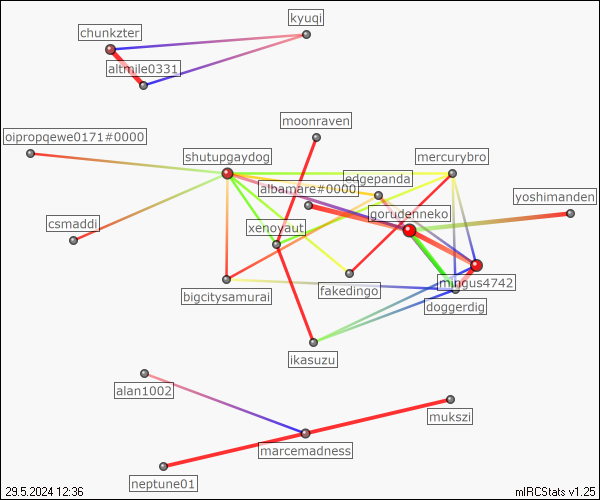 kyuqi
chunkzter
altmile0331
moonraven
oipropqewe0171#0000
shutupgaydog
mercurybro
edgepanda
albamare#0000
yoshimanden
gorudenneko
csmaddi
xenoyaut
mingus4742
fakedingo
bigcitysamurai
doggerdig
ikasuzu
alan1002
mukszi
marcemadness
neptune01
29.5.2024 12:36
mIRCStats v1.25